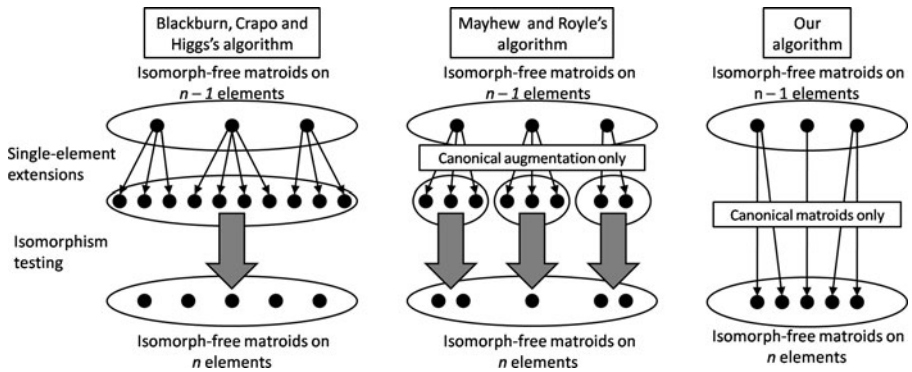 Blackburn, Crapo and
Higgs's algorithm
Isomorph-free matroids on
n – 1 elements
Single-element
extensions
Isomorphism
testing
Isomorph-free matroids on
n elements
Mayhew and Royle's
algorithm
Isomorph-free matroids on
n – 1 elements
Canonical augmentation only
Isomorph-free matroids on
n elements
Our
algorithm
Isomorph-free matroids on
n – 1 elements
Canonical matroids only
Isomorph-free matroids on
n elements